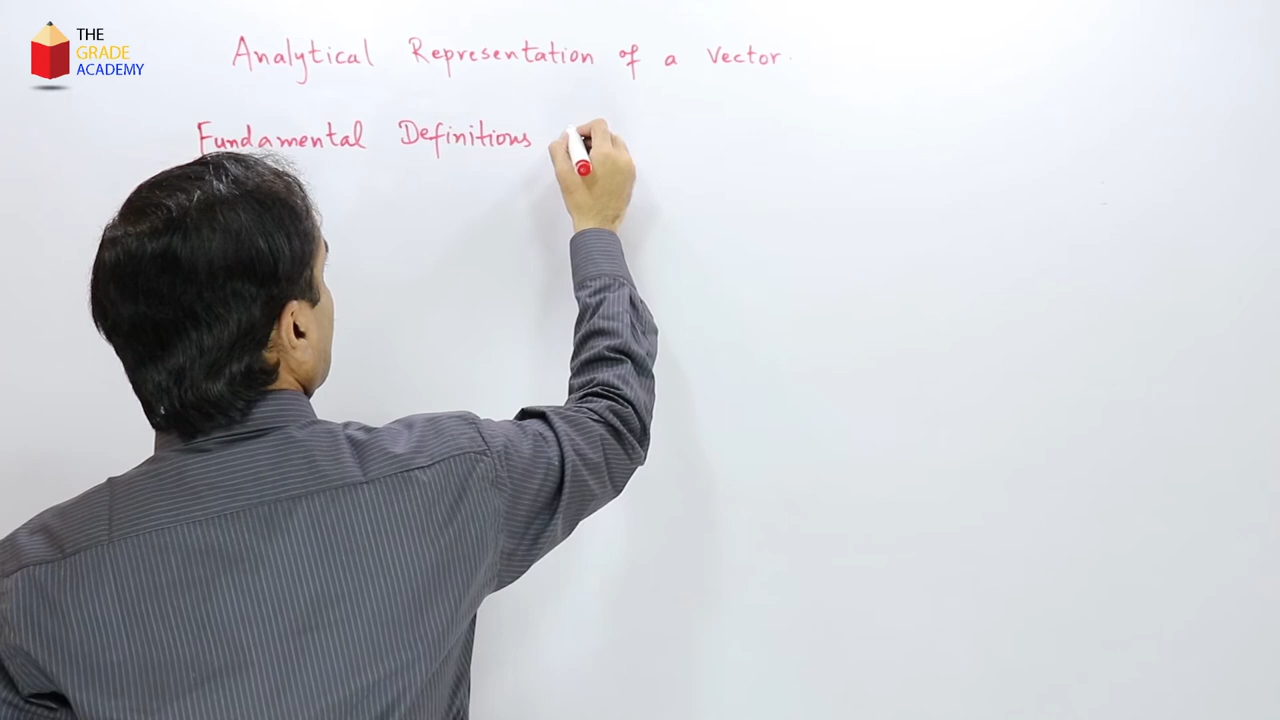 THE
GRADE
ACADEMY
Analytical Representation of a Vector.
Fundamental Definitions